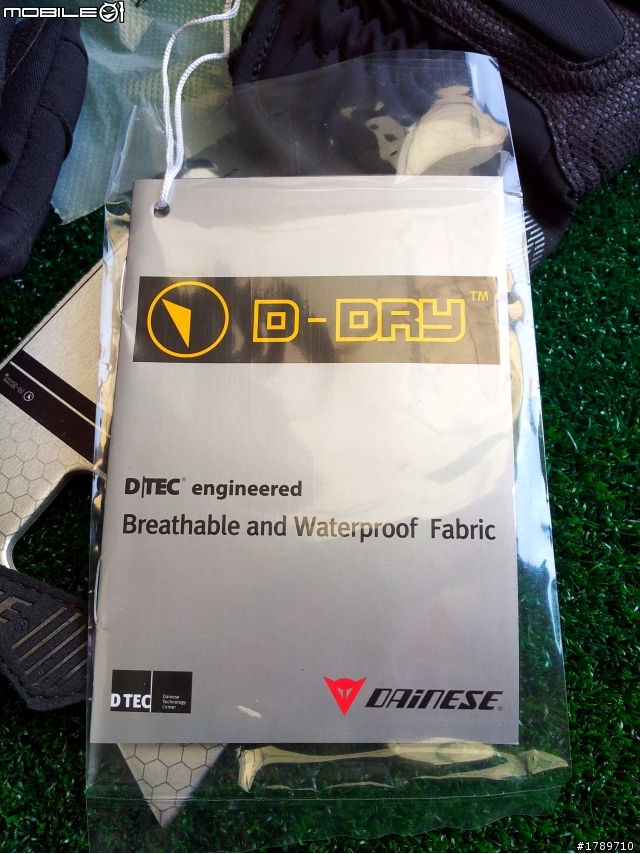 MOBILE01
D-DRY™
D|TEC® engineered
Breathable and Waterproof Fabric
D TEC
Dainese
Technology
Center
DAINESE®
#1789710